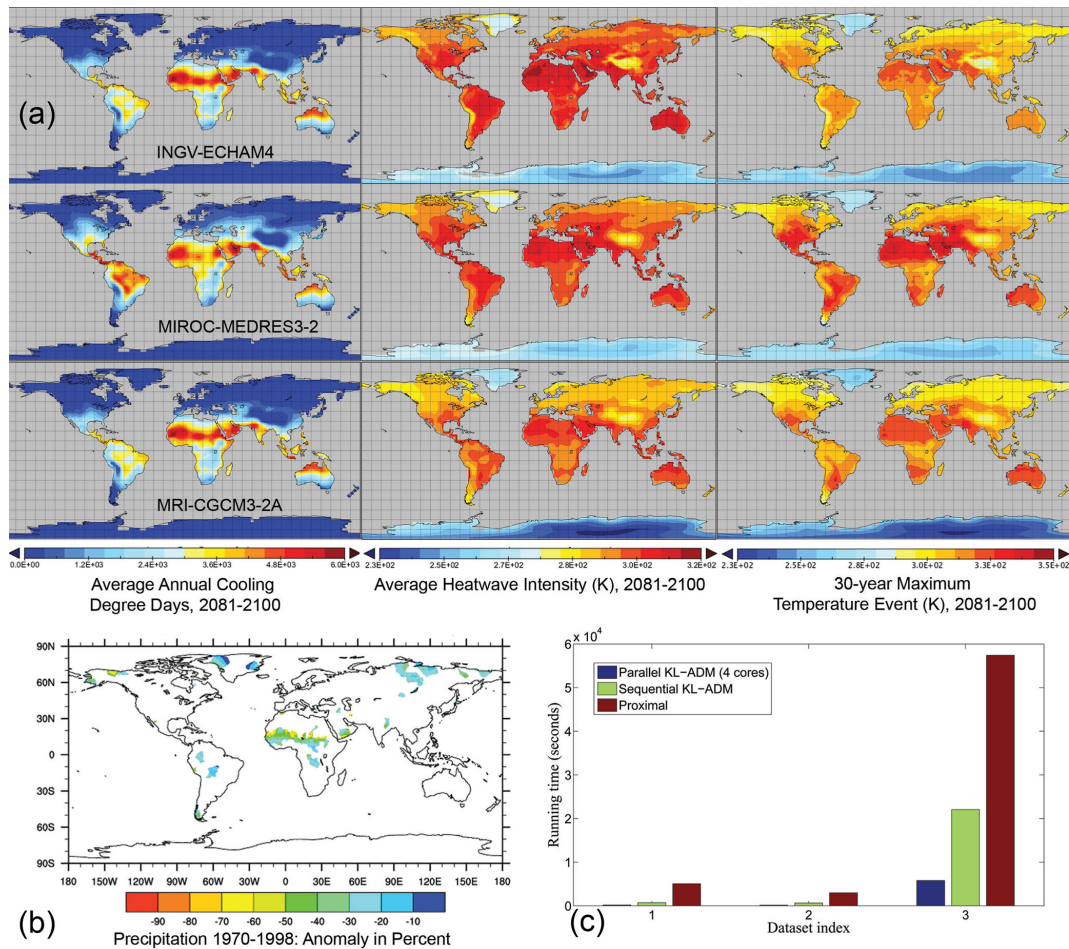 (a)
INGV-ECHAM4
MIROC-MEDRES3-2
MRI-CGCM3-2A
0.0E+00 1.2E+03 2.4E+03 3.6E+03 4.8E+03 6.0E+03
2.3E+02 2.5E+02 2.6E+02 2.8E+02 3.0E+02 3.2E+02
2.3E+02 2.5E+02 2.8E+02 3.0E+02 3.3E+02 3.5E+02
Average Annual Cooling
Degree Days, 2081-2100
Average Heatwave Intensity (K), 2081-2100
30-year Maximum
Temperature Event (K), 2081-2100
90N
60N
30N
0
30S
60S
90S
180 150W 120W 90W 60W 30W 0 30E 60E 90E 120E 150E 180
-90 -80 -70 -60 -50 -40 -30 -20 -10
(b)
Precipitation 1970-1998: Anomaly in Percent
x 10⁴
6
5
4
3
2
1
0
Running time (seconds)
Parallel KL-ADM (4 cores)
Sequential KL-ADM
Proximal
1 2 3
(c)
Dataset index